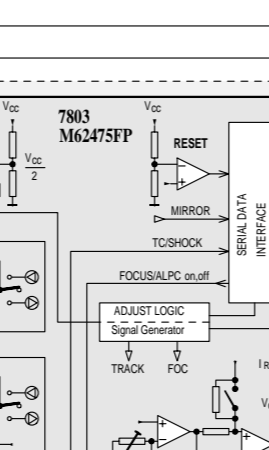 Vcc
7803
M62475FP
Vcc
Vcc
2
RESET
MIRROR
TC/SHOCK
FOCUS/ALPC on,off
SERIAL DATA
INTERFACE
ADJUST LOGIC
Signal Generator
TRACK
FOC
I R
V